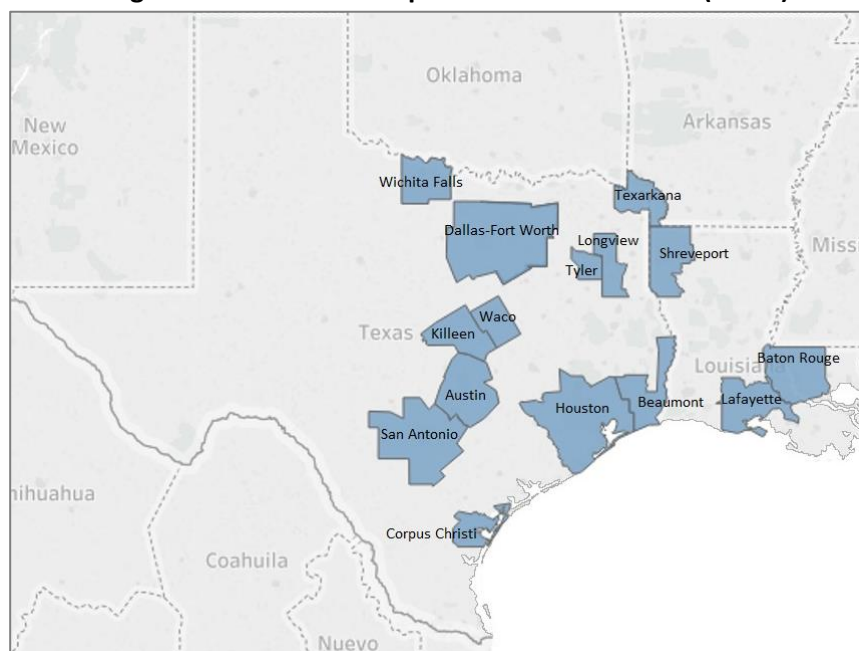 Oklahoma
New
Mexico
Arkansas
Wichita Falls
Texarkana
Dallas-Fort Worth
Longview
Shreveport
Tyler
Waco
Texas
Killeen
Baton Rouge
Louisiana
Austin
Lafayette
Houston
Beaumont
San Antonio
Corpus Christi
Coahuila